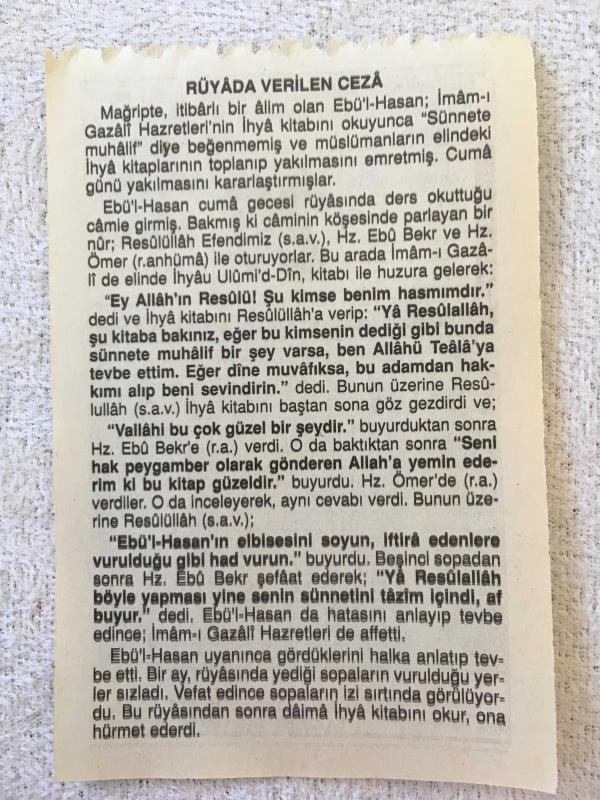 RÜYÂDA VERİLEN CEZÂ
Mağripte, itibârlı bir âlim olan Ebü'l-Hasan; İmâm-ı
Gazâlî Hazretleri'nin İhyâ kitabını okuyunca "Sünnete
muhâlif" diye beğenmemiş ve müslümanların elindeki
İhyâ kitaplarının toplanıp yakılmasını emretmiş. Cumâ
günü yakılmasını kararlaştırmışlar.
Ebü'l-Hasan cumâ gecesi rüyâsında ders okuttuğu
câmie girmiş. Bakmış ki câminin köşesinde parlayan bir
nûr; Resûlüllâh Efendimiz (s.a.v.), Hz. Ebû Bekr ve Hz.
Ömer (r.anhümâ) ile oturuyorlar. Bu arada İmâm-ı Gazâ-
lî de elinde İhyâu Ulûmi'd-Dîn, kitabı ile huzura gelerek:
"Ey Allâh'ın Resûlü! Şu kimse benim hasmımdır."
dedi ve İhyâ kitabını Resûlüllâh'a verip: "Yâ Resûlallâh,
şu kitaba bakınız, eğer bu kimsenin dediği gibi bunda
sünnete muhâlif bir şey varsa, ben Allâhü Teâlâ'ya
tevbe ettim. Eğer dîne muvâfıksa, bu adamdan hak-
kımı alıp beni sevindirin." dedi. Bunun üzerine Resû-
lullâh (s.a.v.) İhyâ kitabını baştan sona göz gezdirdi ve;
"Vallâhi bu çok güzel bir şeydir." buyurduktan sonra
Hz. Ebû Bekr'e (r.a.) verdi. O da baktıktan sonra "Seni
hak peygamber olarak gönderen Allah'a yemin ede-
rim ki bu kitap güzeldir." buyurdu. Hz. Ömer'de (r.a.)
verdiler. O da inceleyerek, aynı cevabı verdi. Bunun üze-
rine Resûlüllâh (s.a.v.);
"Ebü'l-Hasan'ın elbisesini soyun, iftirâ edenlere
vurulduğu gibi had vurun." buyurdu. Beşinci sopadan
sonra Hz. Ebû Bekr şefâat ederek; "Yâ Resûlallâh
böyle yapması yine senin sünnetini tâzîm içindi, af
buyur." dedi. Ebü'l-Hasan da hatasını anlayıp tevbe
edince; İmâm-ı Gazâlî Hazretleri de affetti.
Ebü'l-Hasan uyanınca gördüklerini halka anlatıp tev-
be etti. Bir ay, rüyâsında yediği sopaların vurulduğu yer-
ler sızladı. Vefat edince sopaların izi sırtında görülüyor-
du. Bu rüyâsından sonra dâimâ İhyâ kitabını okur, ona
hürmet ederdi.